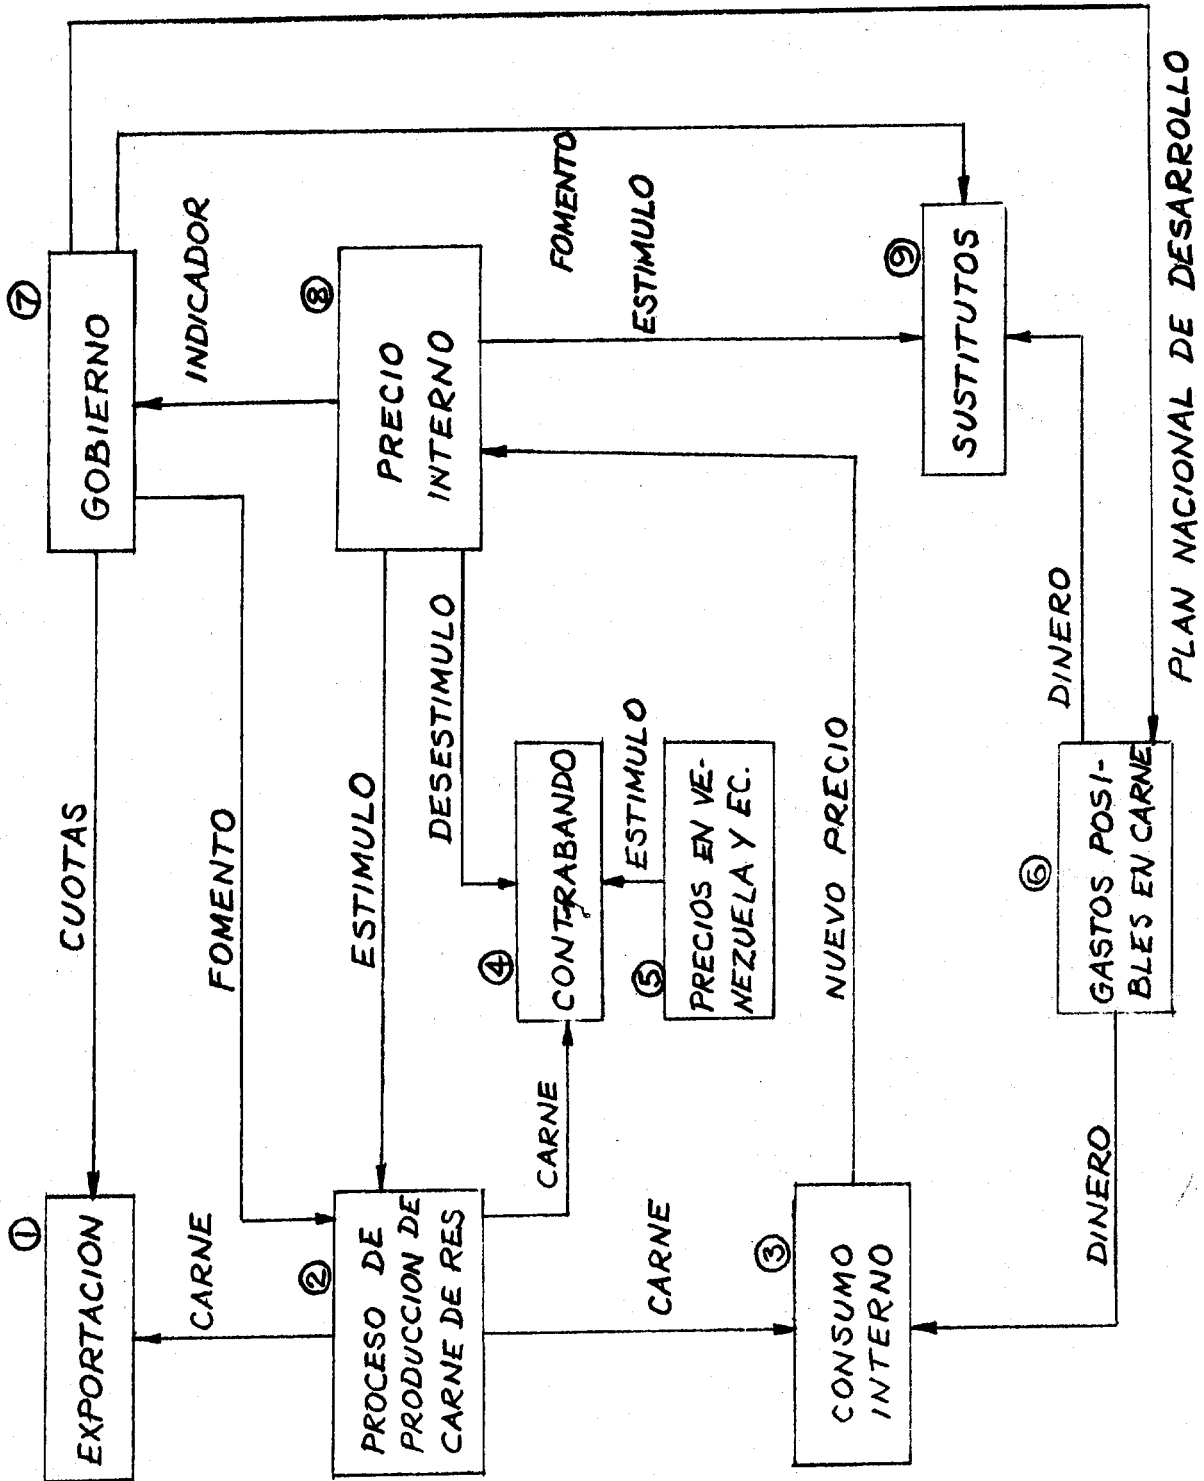 ①
EXPORTACION
CUOTAS
⑦
GOBIERNO
CARNE
FOMENTO
INDICADOR
②
PROCESO DE
PRODUCCION DE
CARNE DE RES
ESTIMULO
DESESTIMULO
⑧
PRECIO
INTERNO
CARNE
④
CONTRABANDO
ESTIMULO
⑤
PRECIOS EN VE-
NEZUELA Y EC.
FOMENTO
ESTIMULO
CARNE
③
CONSUMO
INTERNO
NUEVO PRECIO
⑨
SUSTITUTOS
DINERO
⑥
GASTOS POSI-
BLES EN CARNE
DINERO
PLAN NACIONAL DE DESARROLLO